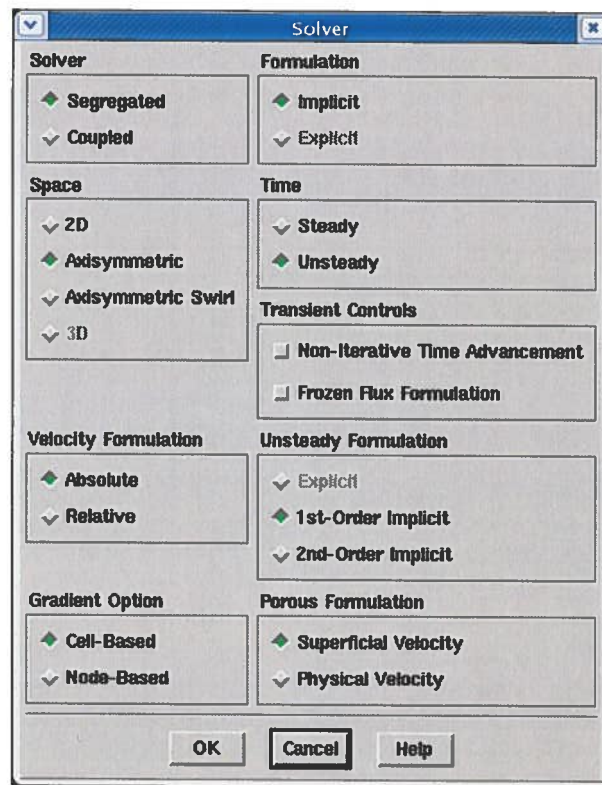 Solver
Solver
Segregated
Coupled
Formulation
Implicit
Explicit
Space
2D
Axisymmetric
Axisymmetric Swirl
3D
Time
Steady
Unsteady
Transient Controls
Non-Iterative Time Advancement
Frozen Flux Formulation
Velocity Formulation
Absolute
Relative
Unsteady Formulation
Explicit
1st-Order Implicit
2nd-Order Implicit
Gradient Option
Cell-Based
Node-Based
Porous Formulation
Superficial Velocity
Physical Velocity
OK
Cancel
Help